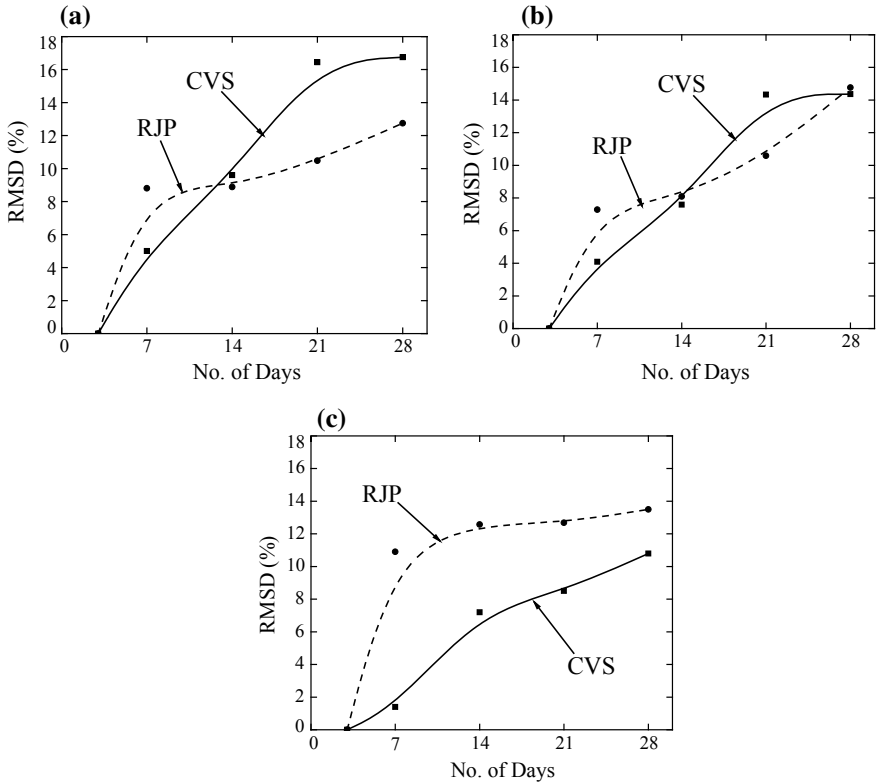 (a)
18
16
14
12
10
8
6
4
2
0
0 7 14 21 28
RMSD (%)
No. of Days
CVS
RJP
(b)
18
16
14
12
10
8
6
4
2
0
0 7 14 21 28
RMSD (%)
No. of Days
CVS
RJP
(c)
18
16
14
12
10
8
6
4
2
0
0 7 14 21 28
RMSD (%)
No. of Days
RJP
CVS